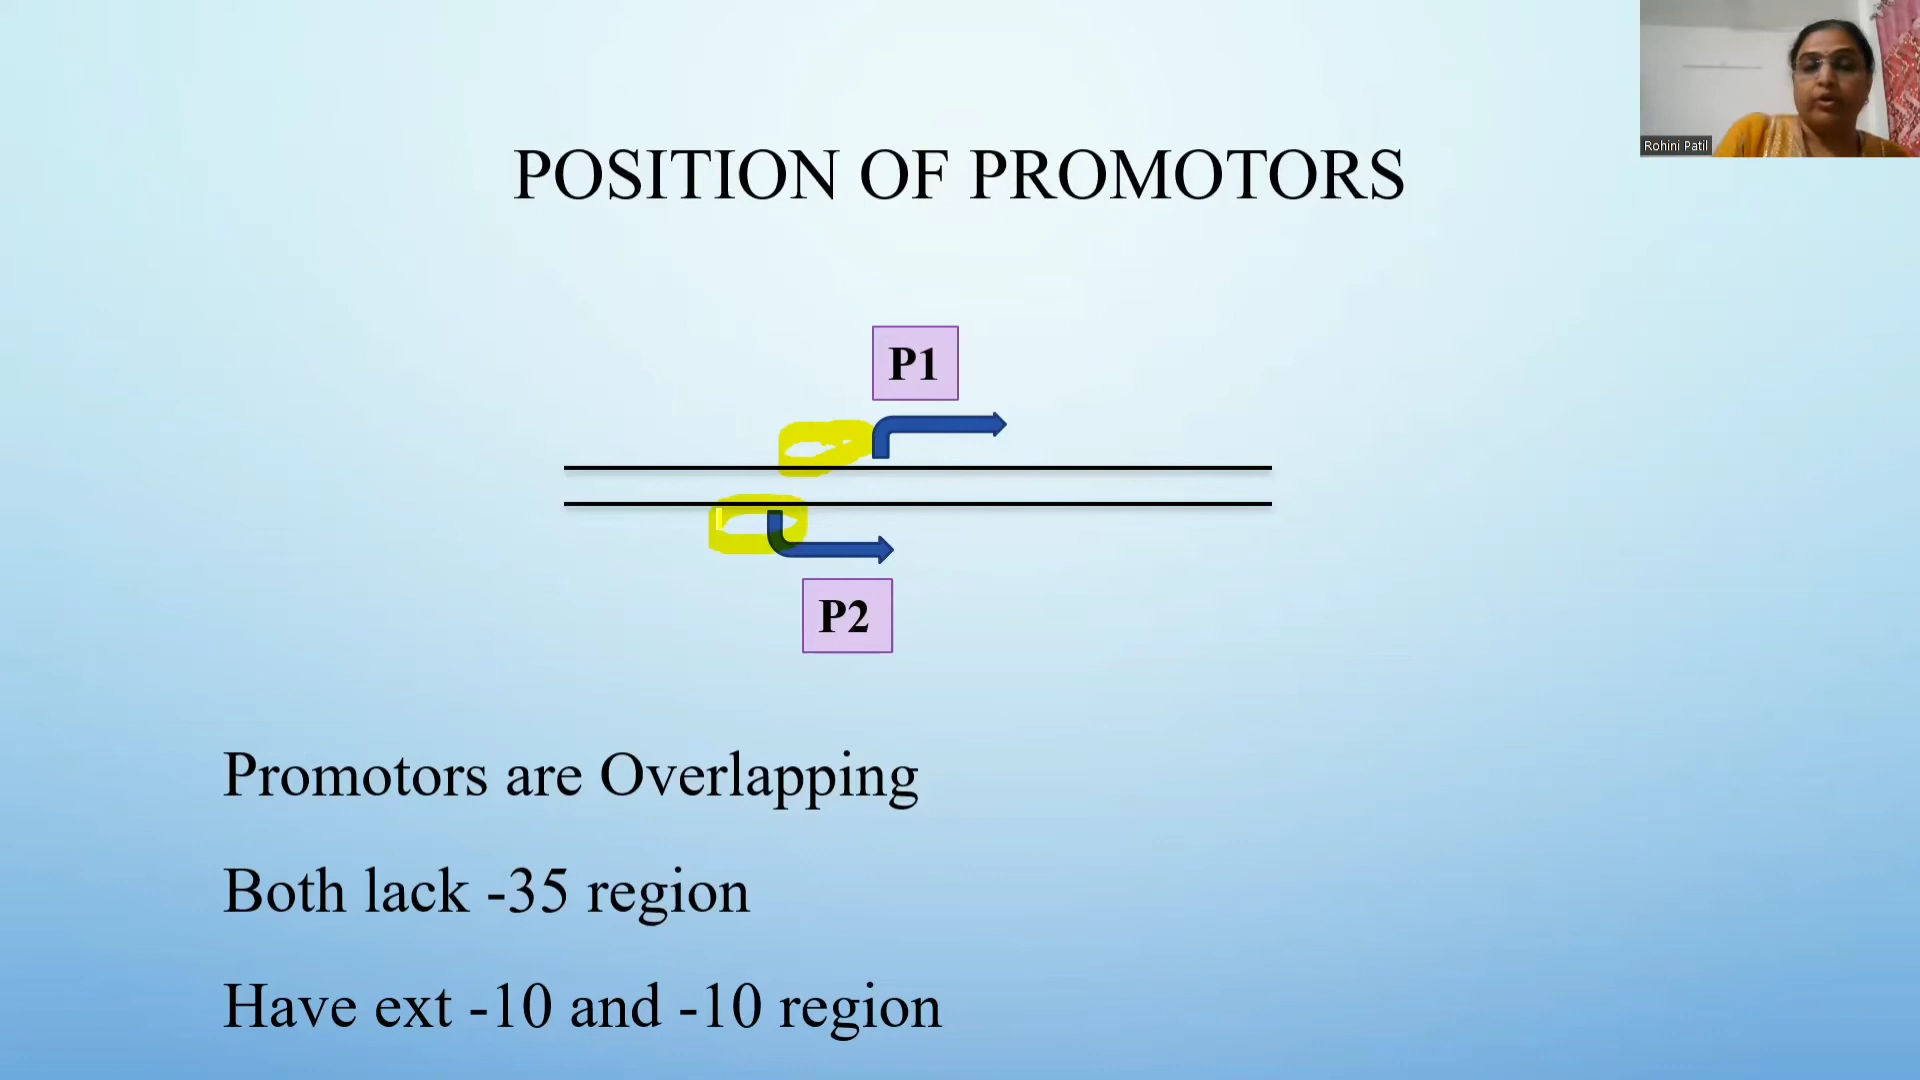 Rohini Patil
POSITION OF PROMOTORS
P1
P2
Promotors are Overlapping
Both lack -35 region
Have ext -10 and -10 region